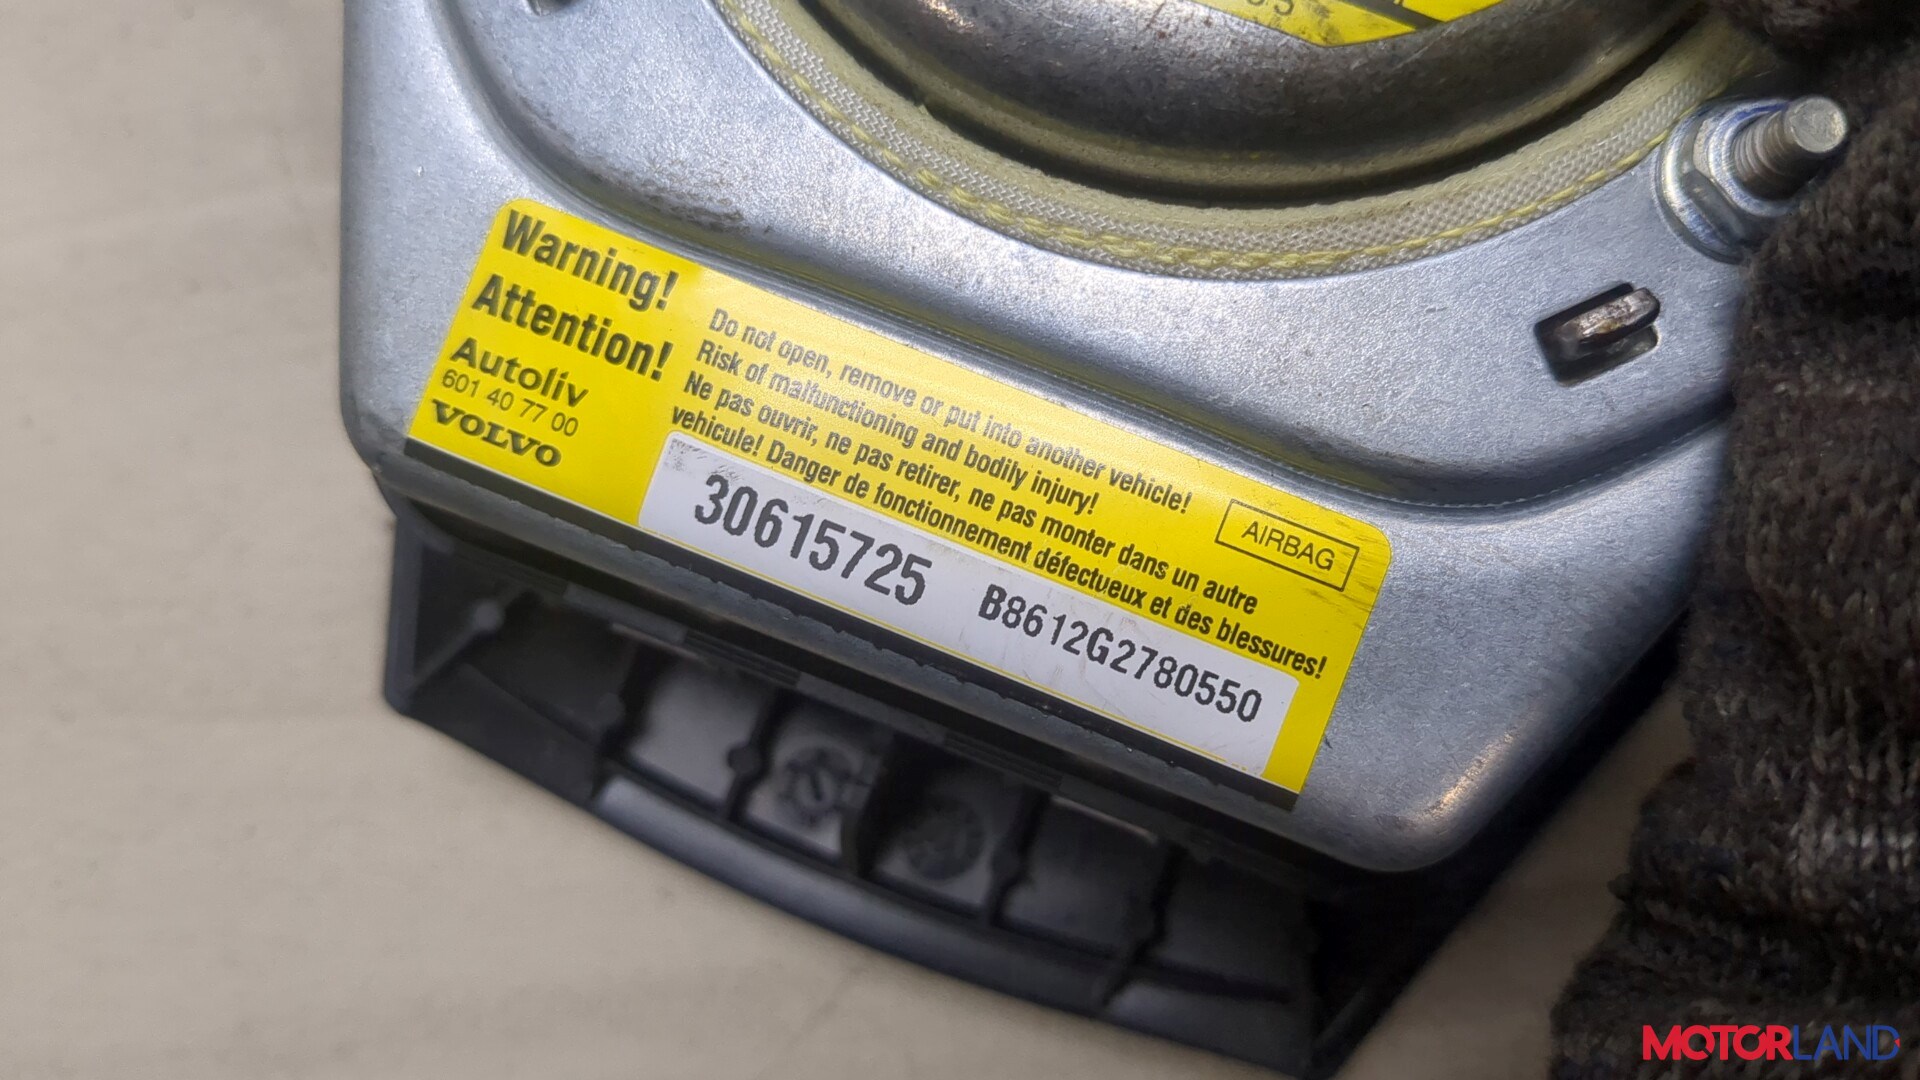 Warning!
Attention!
Autoliv
601 40 77 00
VOLVO
Do not open, remove or put into another vehicle!
Risk of malfunctioning and bodily injury!
Ne pas ouvrir, ne pas retirer, ne pas monter dans un autre
vehicule! Danger de fonctionnement défectueux et des blessures!
AIRBAG
30615725 B8612G2780550
MOTORLAND